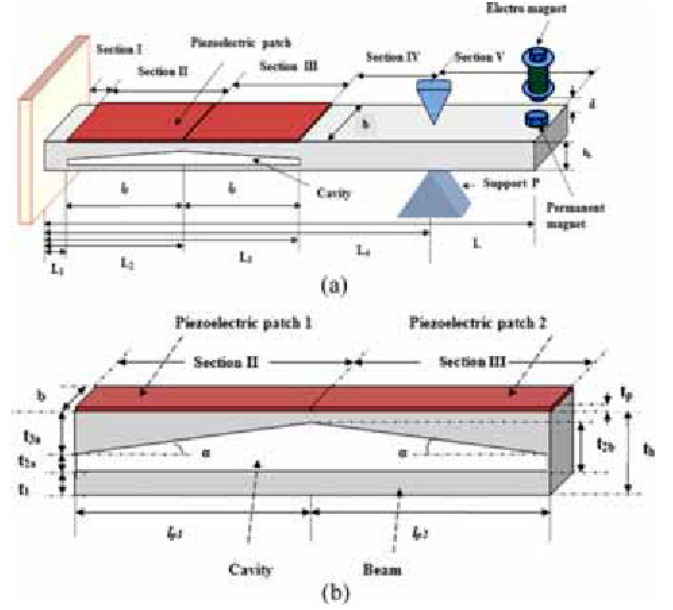 Electro magnet
Section I
Piezoelectric patch
Section II
Section III
Section IV
Section V
b
d
Cavity
Support P
Permanent
magnet
L₁
L₂
L₃
L₄
L
(a)
Piezoelectric patch 1
Piezoelectric patch 2
Section II
Section III
b
tₚ
t₃ₐ
t₂ₐ
t₁
α
α
t₂b
tₕ
lₚ₁
lₚ₂
Cavity
Beam
(b)